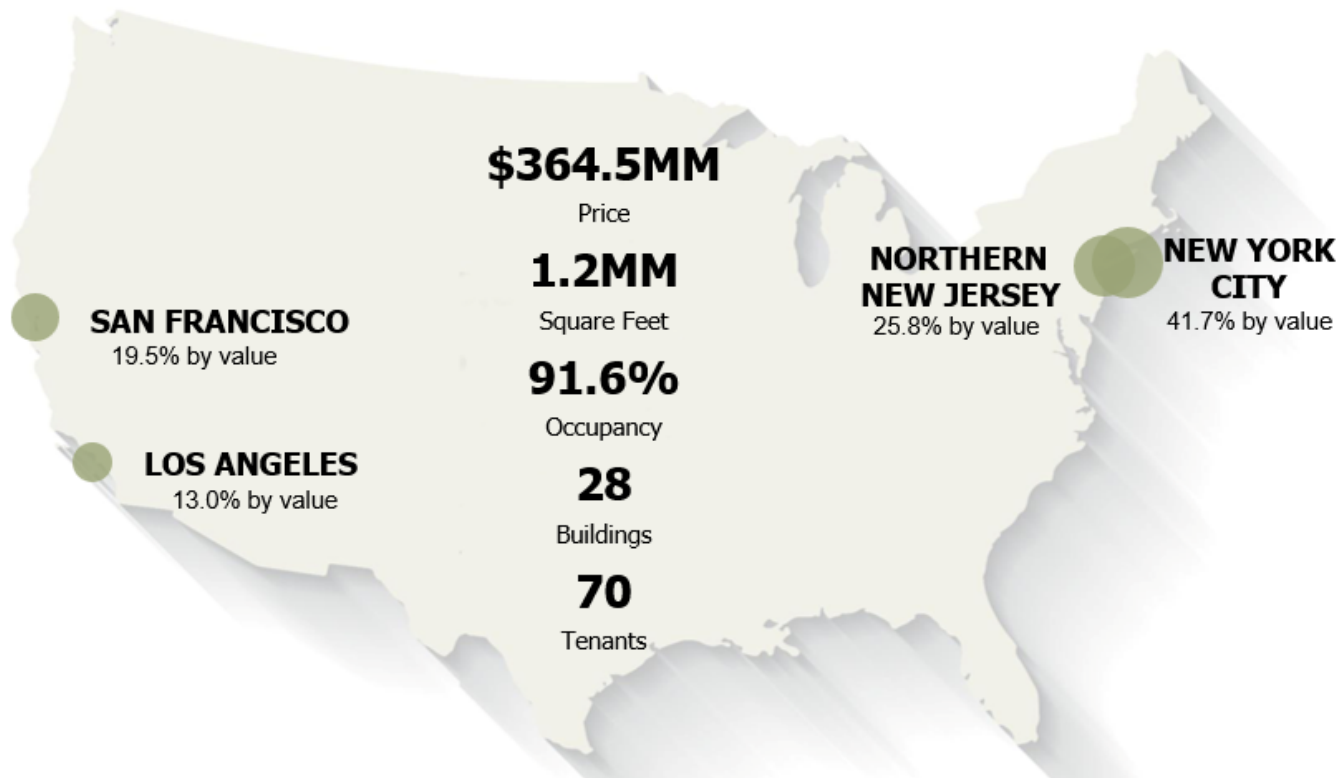 $364.5MM
Price
1.2MM
Square Feet
91.6%
Occupancy
28
Buildings
70
Tenants
SAN FRANCISCO
19.5% by value
LOS ANGELES
13.0% by value
NORTHERN
NEW JERSEY
25.8% by value
NEW YORK
CITY
41.7% by value